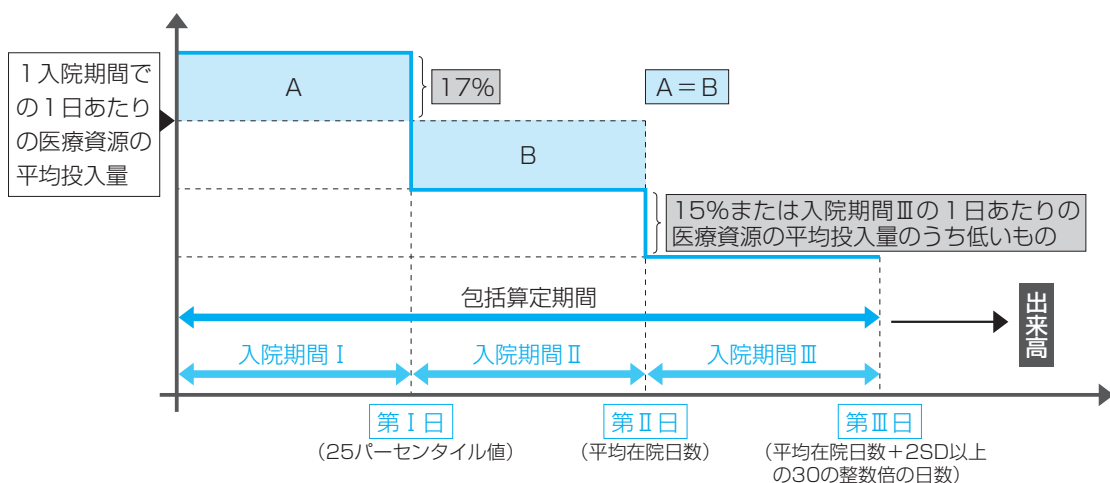 1入院期間で
の1日あたり
の医療資源の
平均投入量
A
17%
A=B
B
15%または入院期間Ⅲの1日あたりの
医療資源の平均投入量のうち低いもの
包括算定期間
出来高
入院期間Ⅰ
入院期間Ⅱ
入院期間Ⅲ
第Ⅰ日
(25パーセンタイル値)
第Ⅱ日
(平均在院日数)
第Ⅲ日
(平均在院日数+2SD以上
の30の整数倍の日数)